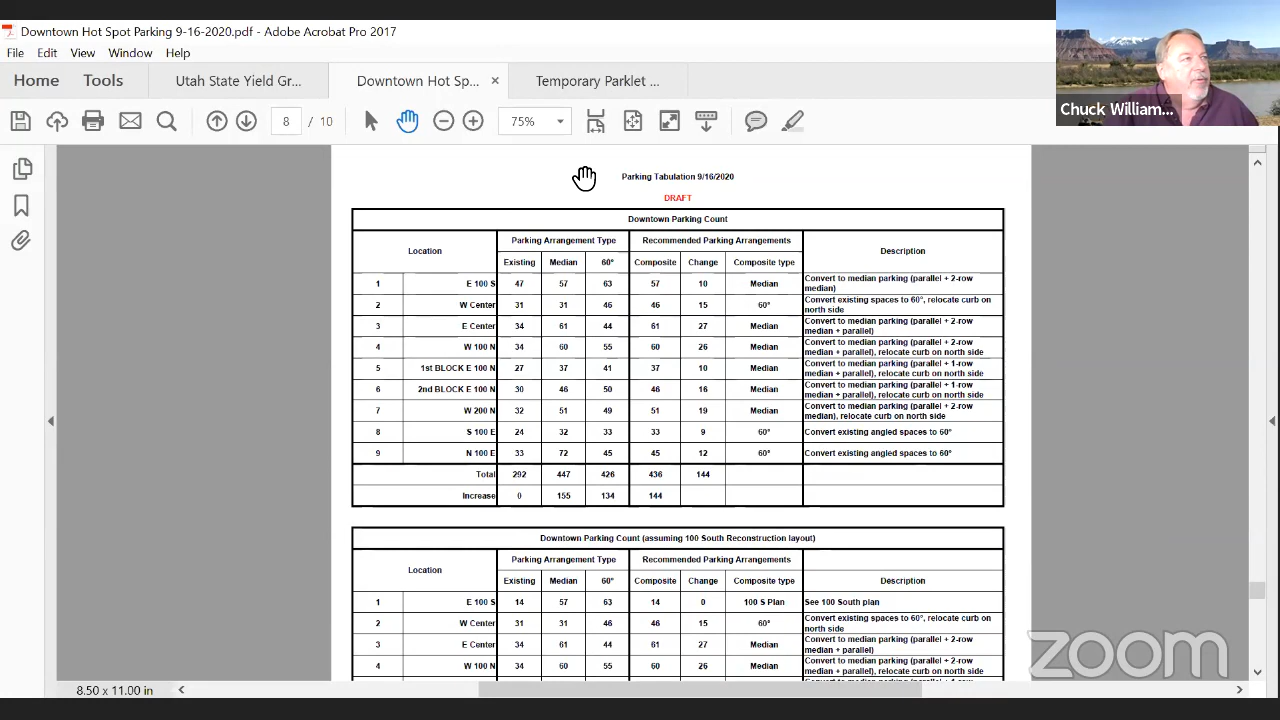 Downtown Hot Spot Parking 9-16-2020.pdf - Adobe Acrobat Pro 2017
File Edit View Window Help
Home Tools Utah State Yield Gr... Downtown Hot Spo... × Temporary Parklet ...
8 / 10 75%
Chuck William...
Parking Tabulation 9/16/2020
DRAFT
Downtown Parking Count
Location Parking Arrangement Type Recommended Parking Arrangements Description
Existing Median 60° Composite Change Composite type
1 E 100 S 47 57 63 57 10 Median Convert to median parking (parallel + 2-row
median)
2 W Center 31 31 46 46 15 60° Convert existing spaces to 60°, relocate curb on
north side
3 E Center 34 61 44 61 27 Median Convert to median parking (parallel + 2-row
median + parallel)
4 W 100 N 34 60 55 60 26 Median Convert to median parking (parallel + 2-row
median + parallel), relocate curb on north side
5 1st BLOCK E 100 N 27 37 41 37 10 Median Convert to median parking (parallel + 1-row
median + parallel), relocate curb on north side
6 2nd BLOCK E 100 N 30 46 50 46 16 Median Convert to median parking (parallel + 1-row
median + parallel), relocate curb on north side
7 W 200 N 32 51 49 51 19 Median Convert to median parking (parallel + 2-row
median), relocate curb on north side
8 S 100 E 24 32 33 33 9 60° Convert existing angled spaces to 60°
9 N 100 E 33 72 45 45 12 60° Convert existing angled spaces to 60°
Total 292 447 426 436 144
Increase 0 155 134 144
Downtown Parking Count (assuming 100 South Reconstruction layout)
Location Parking Arrangement Type Recommended Parking Arrangements
Existing Median 60° Composite Change Composite type Description
1 E 100 S 14 57 63 14 0 100 S Plan See 100 South plan
2 W Center 31 31 46 46 15 60° Convert existing spaces to 60°, relocate curb on
north side
3 E Center 34 61 44 61 27 Median Convert to median parking (parallel + 2-row
median + parallel)
4 W 100 N 34 60 55 60 26 Median Convert to median parking (parallel + 2-row
median + parallel), relocate curb on north side
zoom
8.50 x 11.00 in